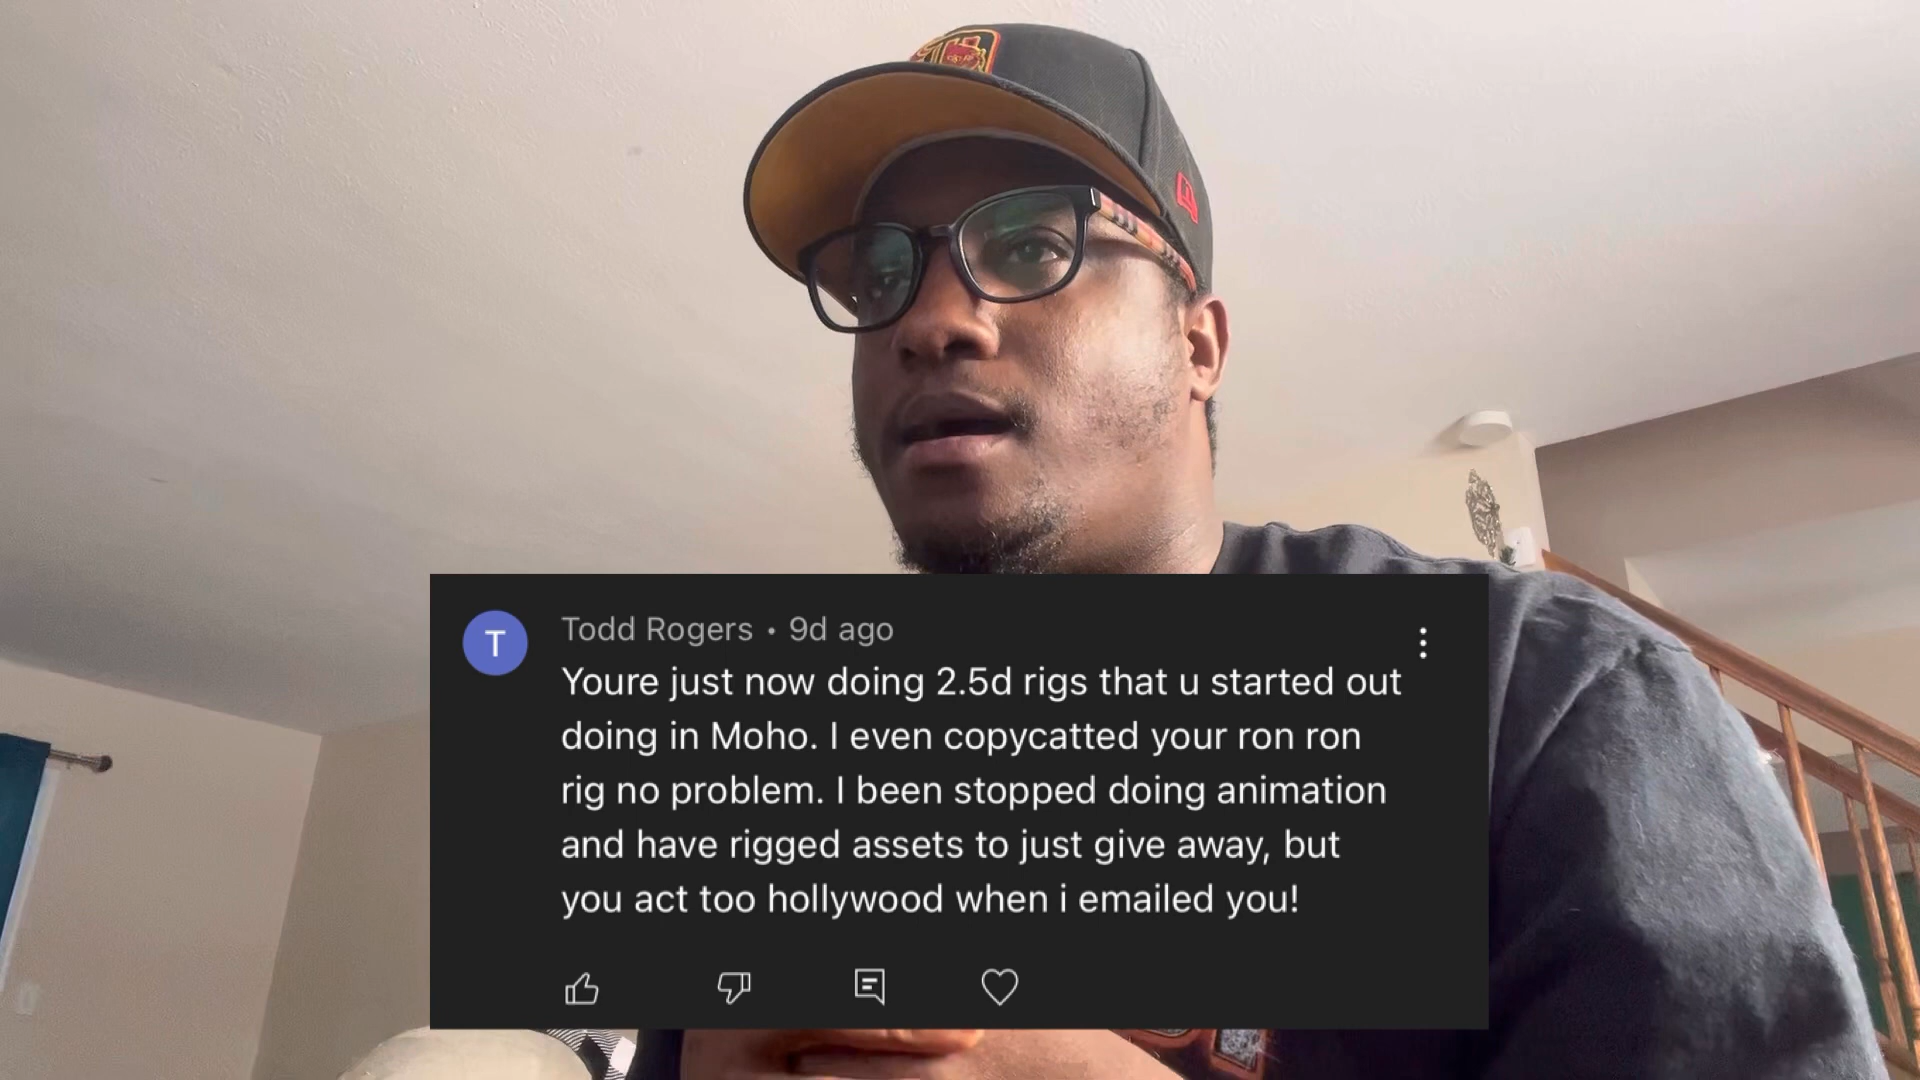 T
Todd Rogers • 9d ago
Youre just now doing 2.5d rigs that u started out
doing in Moho. I even copycatted your ron ron
rig no problem. I been stopped doing animation
and have rigged assets to just give away, but
you act too hollywood when i emailed you!